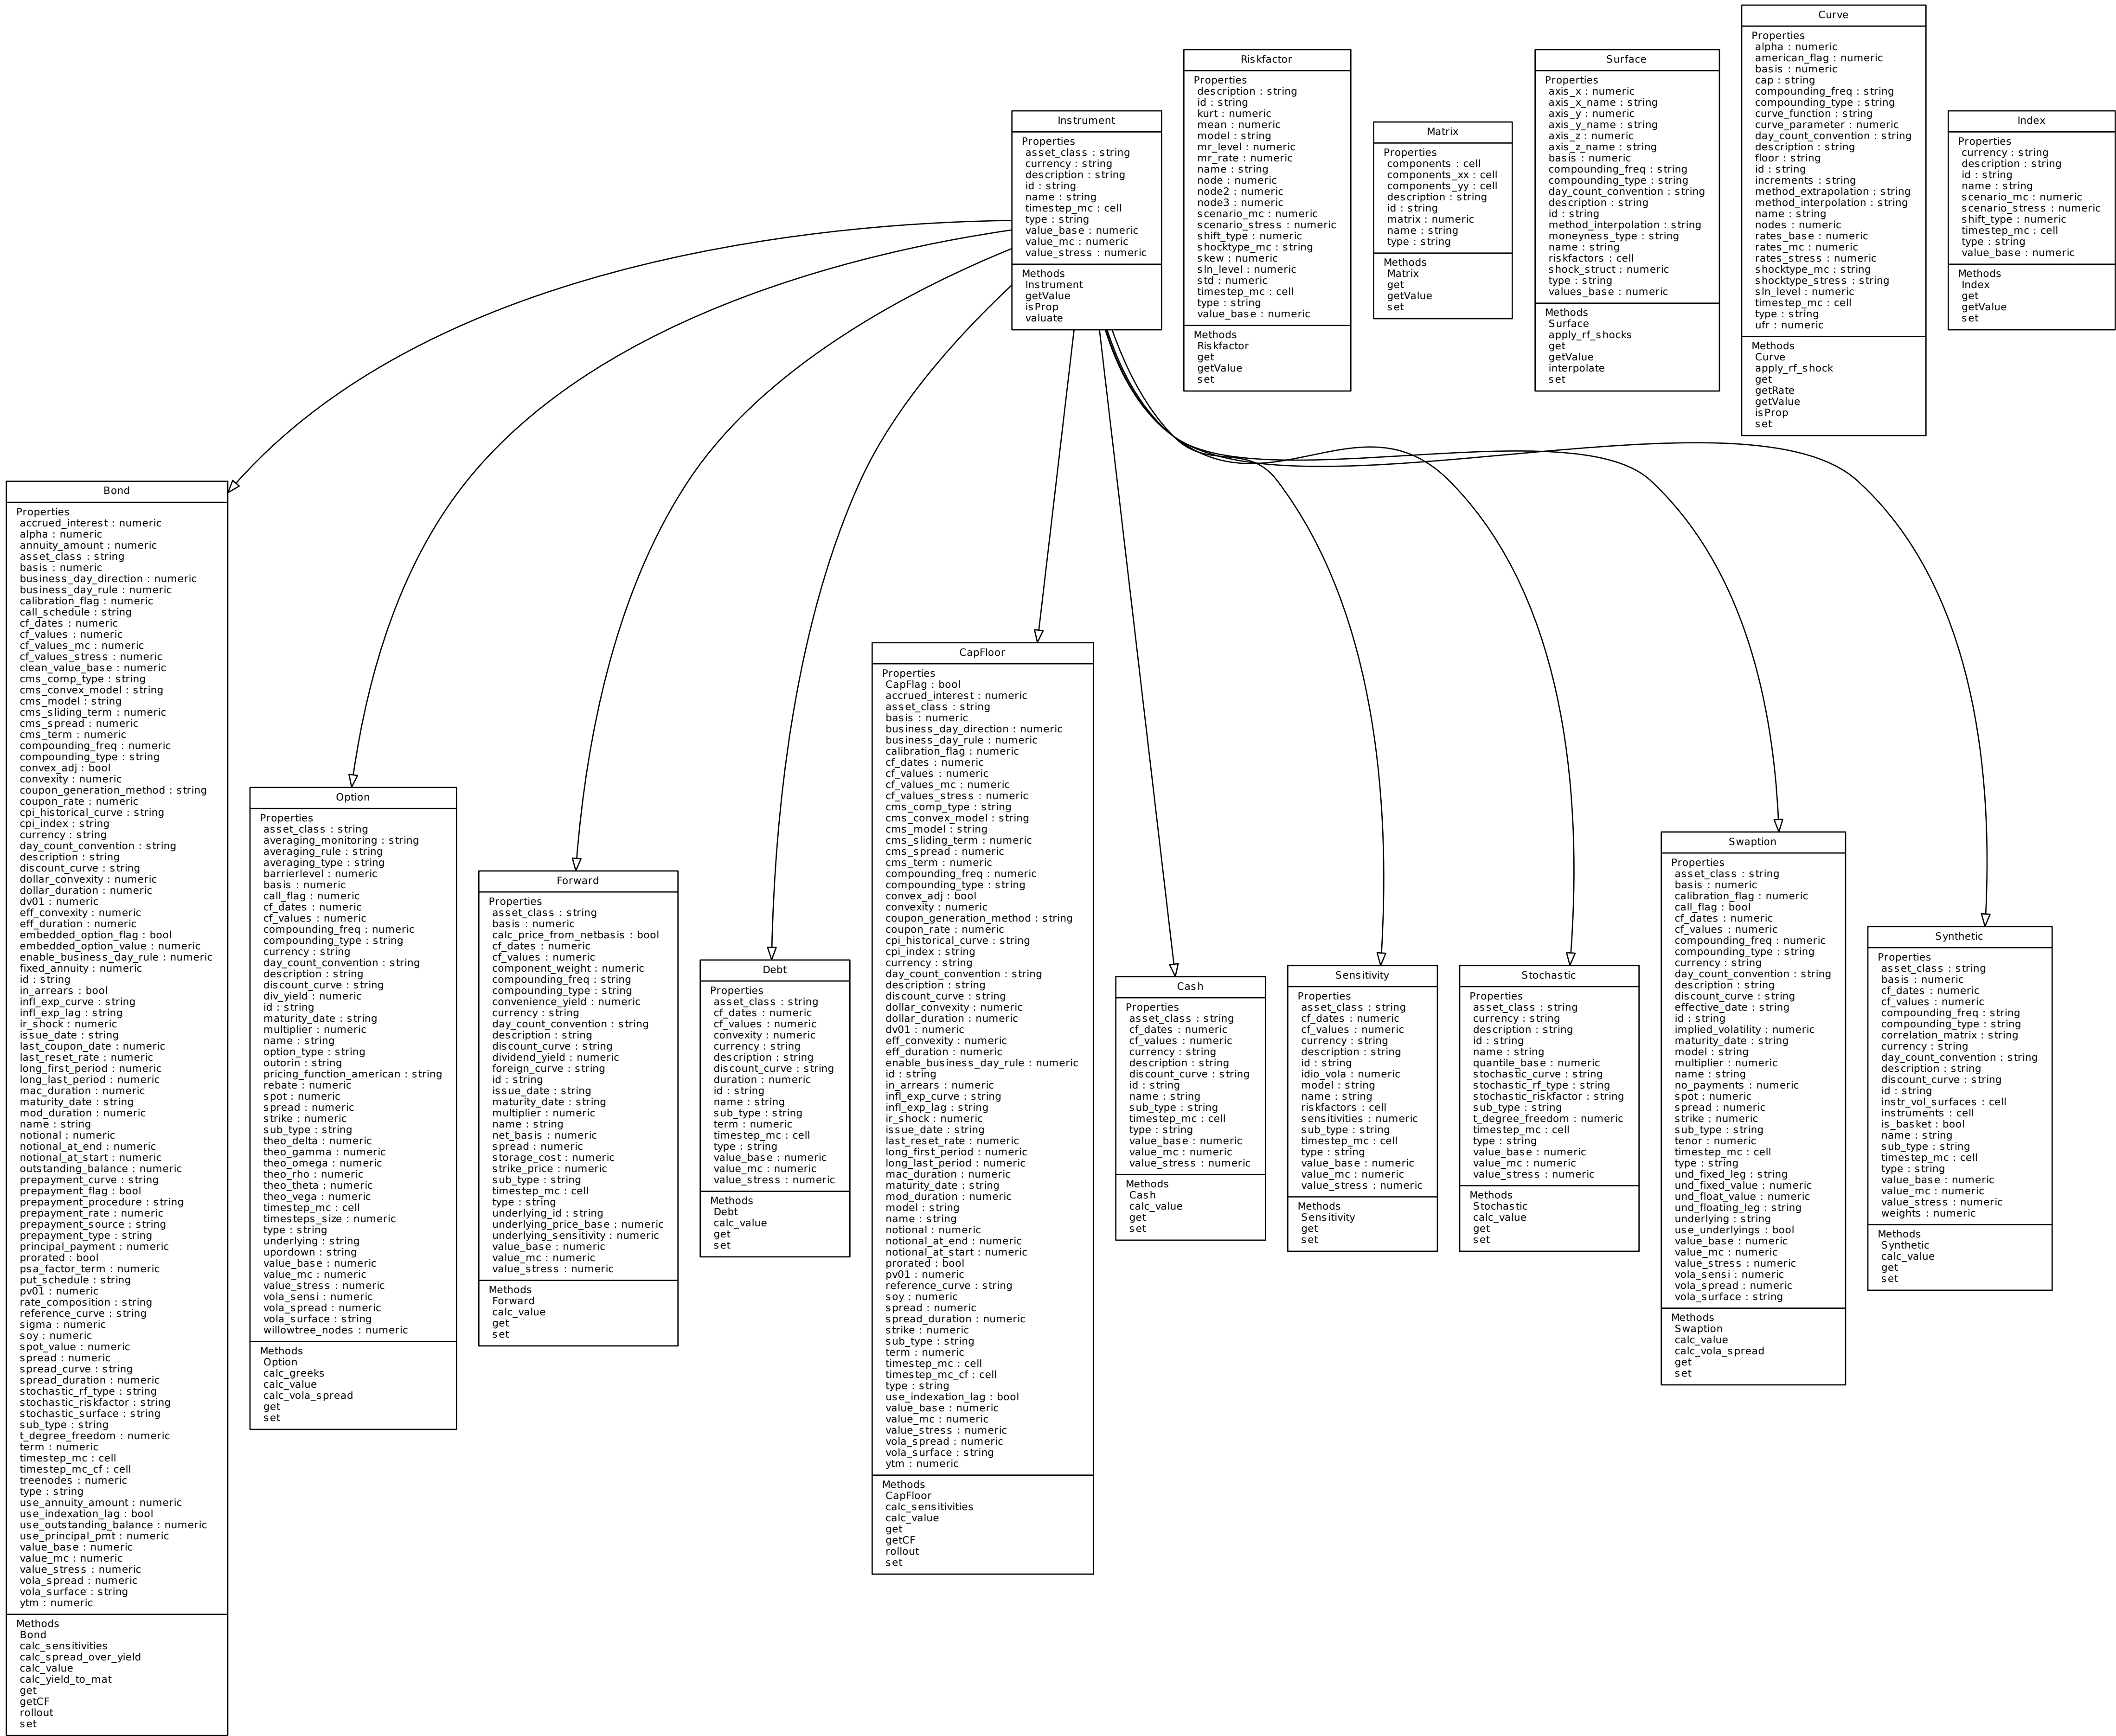 Instrument
Properties
asset_class : string
currency : string
description : string
id : string
name : string
timestep_mc : cell
type : string
value_base : numeric
value_mc : numeric
value_stress : numeric
Methods
Instrument
getValue
isProp
valuate
Riskfactor
Properties
description : string
id : string
kurt : numeric
mean : numeric
model : string
mr_level : numeric
mr_rate : numeric
name : string
node : numeric
node2 : numeric
node3 : numeric
scenario_mc : numeric
scenario_stress : numeric
shift_type : numeric
shocktype_mc : string
skew : numeric
sln_level : numeric
std : numeric
timestep_mc : cell
type : string
value_base : numeric
Methods
Riskfactor
get
getValue
set
Matrix
Properties
components : cell
components_xx : cell
components_yy : cell
description : string
id : string
matrix : numeric
name : string
type : string
Methods
Matrix
get
getValue
set
Surface
Properties
axis_x : numeric
axis_x_name : string
axis_y : numeric
axis_y_name : string
axis_z : numeric
axis_z_name : string
basis : numeric
compounding_freq : string
compounding_type : string
day_count_convention : string
description : string
id : string
method_interpolation : string
moneyness_type : string
name : string
riskfactors : cell
shock_struct : numeric
type : string
values_base : numeric
Methods
Surface
apply_rf_shocks
get
getValue
interpolate
set
Curve
Properties
alpha : numeric
american_flag : numeric
basis : numeric
cap : string
compounding_freq : string
compounding_type : string
curve_function : string
curve_parameter : numeric
day_count_convention : string
description : string
floor : string
id : string
increments : string
method_extrapolation : string
method_interpolation : string
name : string
nodes : numeric
rates_base : numeric
rates_mc : numeric
rates_stress : numeric
shocktype_mc : string
shocktype_stress : string
sln_level : numeric
timestep_mc : cell
type : string
ufr : numeric
Methods
Curve
apply_rf_shock
get
getRate
getValue
isProp
set
Index
Properties
currency : string
description : string
id : string
name : string
scenario_mc : numeric
scenario_stress : numeric
shift_type : numeric
timestep_mc : cell
type : string
value_base : numeric
Methods
Index
get
getValue
set
Bond
Properties
accrued_interest : numeric
alpha : numeric
annuity_amount : numeric
asset_class : string
basis : numeric
business_day_direction : numeric
business_day_rule : numeric
calibration_flag : numeric
call_schedule : string
cf_dates : numeric
cf_values : numeric
cf_values_mc : numeric
cf_values_stress : numeric
clean_value_base : numeric
cms_comp_type : string
cms_convex_model : string
cms_model : string
cms_sliding_term : numeric
cms_spread : numeric
cms_term : numeric
compounding_freq : numeric
compounding_type : string
convex_adj : bool
convexity : numeric
coupon_generation_method : string
coupon_rate : numeric
cpi_historical_curve : string
cpi_index : string
currency : string
day_count_convention : string
description : string
discount_curve : string
dollar_convexity : numeric
dollar_duration : numeric
dv01 : numeric
eff_convexity : numeric
eff_duration : numeric
embedded_option_flag : bool
embedded_option_value : numeric
enable_business_day_rule : numeric
fixed_annuity : numeric
id : string
in_arrears : bool
infl_exp_curve : string
infl_exp_lag : string
ir_shock : numeric
issue_date : string
last_coupon_date : numeric
last_reset_rate : numeric
long_first_period : numeric
long_last_period : numeric
mac_duration : numeric
maturity_date : string
mod_duration : numeric
name : string
notional : numeric
notional_at_end : numeric
notional_at_start : numeric
outstanding_balance : numeric
prepayment_curve : string
prepayment_flag : bool
prepayment_procedure : string
prepayment_rate : numeric
prepayment_source : string
prepayment_type : string
principal_payment : numeric
prorated : bool
psa_factor_term : numeric
put_schedule : string
pv01 : numeric
rate_composition : string
reference_curve : string
sigma : numeric
soy : numeric
spot_value : numeric
spread : numeric
spread_curve : string
spread_duration : numeric
stochastic_rf_type : string
stochastic_riskfactor : string
stochastic_surface : string
sub_type : string
t_degree_freedom : numeric
term : numeric
timestep_mc : cell
timestep_mc_cf : cell
treenodes : numeric
type : string
use_annuity_amount : numeric
use_indexation_lag : bool
use_outstanding_balance : numeric
use_principal_pmt : numeric
value_base : numeric
value_mc : numeric
value_stress : numeric
vola_spread : numeric
vola_surface : string
ytm : numeric
Methods
Bond
calc_sensitivities
calc_spread_over_yield
calc_value
calc_yield_to_mat
get
getCF
rollout
set
Option
Properties
asset_class : string
averaging_monitoring : string
averaging_rule : string
averaging_type : string
barrierlevel : numeric
basis : numeric
call_flag : numeric
cf_dates : numeric
cf_values : numeric
compounding_freq : numeric
compounding_type : string
currency : string
day_count_convention : string
description : string
discount_curve : string
div_yield : numeric
id : string
maturity_date : string
multiplier : numeric
name : string
option_type : string
outorin : string
pricing_function_american : string
rebate : numeric
spot : numeric
spread : numeric
strike : numeric
sub_type : string
theo_delta : numeric
theo_gamma : numeric
theo_omega : numeric
theo_rho : numeric
theo_theta : numeric
theo_vega : numeric
timestep_mc : cell
timesteps_size : numeric
type : string
underlying : string
upordown : string
value_base : numeric
value_mc : numeric
value_stress : numeric
vola_sensi : numeric
vola_spread : numeric
vola_surface : string
willowtree_nodes : numeric
Methods
Option
calc_greeks
calc_value
calc_vola_spread
get
set
Forward
Properties
asset_class : string
basis : numeric
calc_price_from_netbasis : bool
cf_dates : numeric
cf_values : numeric
component_weight : numeric
compounding_freq : string
compounding_type : string
convenience_yield : numeric
currency : string
day_count_convention : string
description : string
discount_curve : string
dividend_yield : numeric
foreign_curve : string
id : string
issue_date : string
maturity_date : string
multiplier : numeric
name : string
net_basis : numeric
spread : numeric
storage_cost : numeric
strike_price : numeric
sub_type : string
timestep_mc : cell
type : string
underlying_id : string
underlying_price_base : numeric
underlying_sensitivity : numeric
value_base : numeric
value_mc : numeric
value_stress : numeric
Methods
Forward
calc_value
get
set
Debt
Properties
asset_class : string
cf_dates : numeric
cf_values : numeric
convexity : numeric
currency : string
description : string
discount_curve : string
duration : numeric
id : string
name : string
sub_type : string
term : numeric
timestep_mc : cell
type : string
value_base : numeric
value_mc : numeric
value_stress : numeric
Methods
Debt
calc_value
get
set
CapFloor
Properties
CapFlag : bool
accrued_interest : numeric
asset_class : string
basis : numeric
business_day_direction : numeric
business_day_rule : numeric
calibration_flag : numeric
cf_dates : numeric
cf_values : numeric
cf_values_mc : numeric
cf_values_stress : numeric
cms_comp_type : string
cms_convex_model : string
cms_model : string
cms_sliding_term : numeric
cms_spread : numeric
cms_term : numeric
compounding_freq : numeric
compounding_type : string
convex_adj : bool
convexity : numeric
coupon_generation_method : string
coupon_rate : numeric
cpi_historical_curve : string
cpi_index : string
currency : string
day_count_convention : string
description : string
discount_curve : string
dollar_convexity : numeric
dollar_duration : numeric
dv01 : numeric
eff_convexity : numeric
eff_duration : numeric
enable_business_day_rule : numeric
id : string
in_arrears : numeric
infl_exp_curve : string
infl_exp_lag : string
ir_shock : numeric
issue_date : string
last_reset_rate : numeric
long_first_period : numeric
long_last_period : numeric
mac_duration : numeric
maturity_date : string
mod_duration : numeric
model : string
name : string
notional : numeric
notional_at_end : numeric
notional_at_start : numeric
prorated : bool
pv01 : numeric
reference_curve : string
soy : numeric
spread : numeric
spread_duration : numeric
strike : numeric
sub_type : string
term : numeric
timestep_mc : cell
timestep_mc_cf : cell
type : string
use_indexation_lag : bool
value_base : numeric
value_mc : numeric
value_stress : numeric
vola_spread : numeric
vola_surface : string
ytm : numeric
Methods
CapFloor
calc_sensitivities
calc_value
get
getCF
rollout
set
Cash
Properties
asset_class : string
cf_dates : numeric
cf_values : numeric
currency : string
description : string
discount_curve : string
id : string
name : string
sub_type : string
timestep_mc : cell
type : string
value_base : numeric
value_mc : numeric
value_stress : numeric
Methods
Cash
calc_value
get
set
Sensitivity
Properties
asset_class : string
cf_dates : numeric
cf_values : numeric
currency : string
description : string
id : string
idio_vola : numeric
model : string
name : string
riskfactors : cell
sensitivities : numeric
sub_type : string
timestep_mc : cell
type : string
value_base : numeric
value_mc : numeric
value_stress : numeric
Methods
Sensitivity
get
set
Stochastic
Properties
asset_class : string
currency : string
description : string
id : string
name : string
quantile_base : numeric
stochastic_curve : string
stochastic_rf_type : string
stochastic_riskfactor : string
sub_type : string
t_degree_freedom : numeric
timestep_mc : cell
type : string
value_base : numeric
value_mc : numeric
value_stress : numeric
Methods
Stochastic
calc_value
get
set
Swaption
Properties
asset_class : string
basis : numeric
calibration_flag : numeric
call_flag : bool
cf_dates : numeric
cf_values : numeric
compounding_freq : numeric
compounding_type : string
currency : string
day_count_convention : string
description : string
discount_curve : string
effective_date : string
id : string
implied_volatility : numeric
maturity_date : string
model : string
multiplier : numeric
name : string
no_payments : numeric
spot : numeric
spread : numeric
strike : numeric
sub_type : string
tenor : numeric
timestep_mc : cell
type : string
und_fixed_leg : string
und_fixed_value : numeric
und_float_value : numeric
und_floating_leg : string
underlying : string
use_underlyings : bool
value_base : numeric
value_mc : numeric
value_stress : numeric
vola_sensi : numeric
vola_spread : numeric
vola_surface : string
Methods
Swaption
calc_value
calc_vola_spread
get
set
Synthetic
Properties
asset_class : string
basis : numeric
cf_dates : numeric
cf_values : numeric
compounding_freq : string
compounding_type : string
correlation_matrix : string
currency : string
day_count_convention : string
description : string
discount_curve : string
id : string
instr_vol_surfaces : cell
instruments : cell
is_basket : bool
name : string
sub_type : string
timestep_mc : cell
type : string
value_base : numeric
value_mc : numeric
value_stress : numeric
weights : numeric
Methods
Synthetic
calc_value
get
set